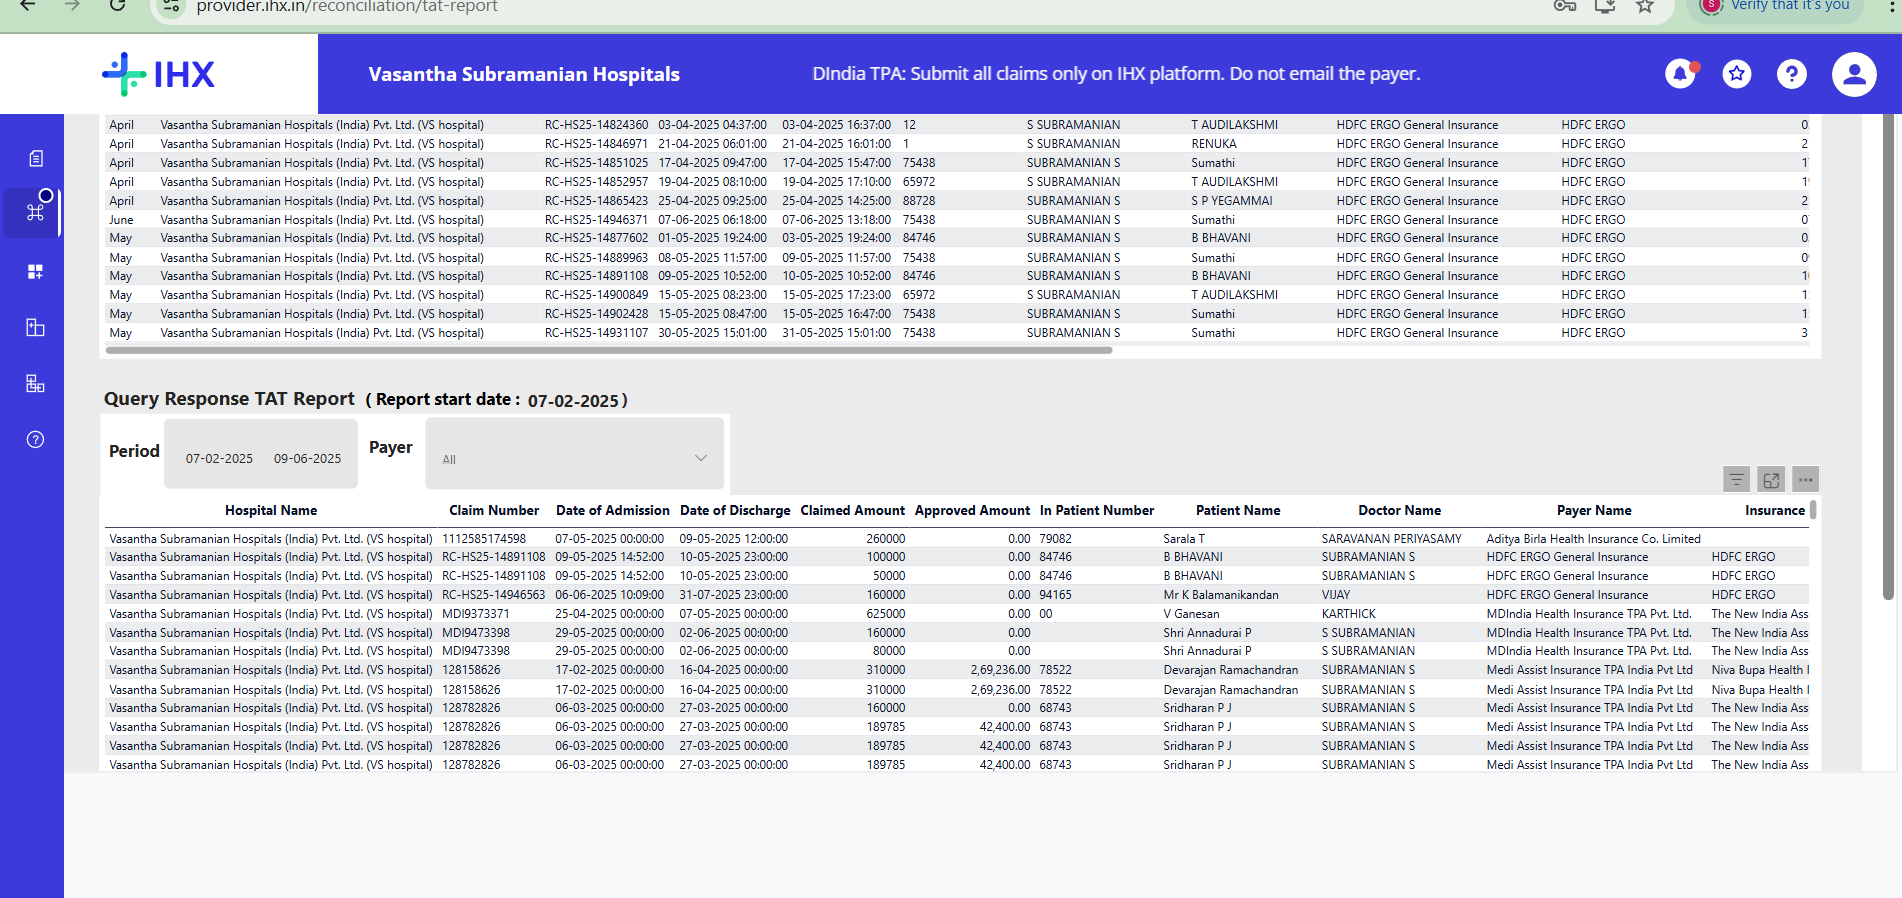 provider.ihx.in/reconciliation/tat-report
Verify that it's you
IHX
Vasantha Subramanian Hospitals
DIndia TPA: Submit all claims only on IHX platform. Do not email the payer.
April Vasantha Subramanian Hospitals (India) Pvt. Ltd. (VS hospital) RC-HS25-14824360 03-04-2025 04:37:00 03-04-2025 16:37:00 12 S SUBRAMANIAN T AUDILAKSHMI HDFC ERGO General Insurance HDFC ERGO
April Vasantha Subramanian Hospitals (India) Pvt. Ltd. (VS hospital) RC-HS25-14846971 21-04-2025 06:01:00 21-04-2025 16:01:00 1 S SUBRAMANIAN RENUKA HDFC ERGO General Insurance HDFC ERGO
April Vasantha Subramanian Hospitals (India) Pvt. Ltd. (VS hospital) RC-HS25-14851025 17-04-2025 09:47:00 17-04-2025 15:47:00 75438 SUBRAMANIAN S Sumathi HDFC ERGO General Insurance HDFC ERGO
April Vasantha Subramanian Hospitals (India) Pvt. Ltd. (VS hospital) RC-HS25-14852957 19-04-2025 08:10:00 19-04-2025 17:10:00 65972 S SUBRAMANIAN T AUDILAKSHMI HDFC ERGO General Insurance HDFC ERGO
April Vasantha Subramanian Hospitals (India) Pvt. Ltd. (VS hospital) RC-HS25-14865423 25-04-2025 09:25:00 25-04-2025 14:25:00 88728 SUBRAMANIAN S S P YEGAMMAI HDFC ERGO General Insurance HDFC ERGO
June Vasantha Subramanian Hospitals (India) Pvt. Ltd. (VS hospital) RC-HS25-14946371 07-06-2025 06:18:00 07-06-2025 13:18:00 75438 SUBRAMANIAN S Sumathi HDFC ERGO General Insurance HDFC ERGO
May Vasantha Subramanian Hospitals (India) Pvt. Ltd. (VS hospital) RC-HS25-14877602 01-05-2025 19:24:00 03-05-2025 19:24:00 84746 SUBRAMANIAN S B BHAVANI HDFC ERGO General Insurance HDFC ERGO
May Vasantha Subramanian Hospitals (India) Pvt. Ltd. (VS hospital) RC-HS25-14889963 08-05-2025 11:57:00 09-05-2025 11:57:00 75438 SUBRAMANIAN S Sumathi HDFC ERGO General Insurance HDFC ERGO
May Vasantha Subramanian Hospitals (India) Pvt. Ltd. (VS hospital) RC-HS25-14891108 09-05-2025 10:52:00 10-05-2025 10:52:00 84746 SUBRAMANIAN S B BHAVANI HDFC ERGO General Insurance HDFC ERGO
May Vasantha Subramanian Hospitals (India) Pvt. Ltd. (VS hospital) RC-HS25-14900849 15-05-2025 08:23:00 15-05-2025 17:23:00 65972 S SUBRAMANIAN T AUDILAKSHMI HDFC ERGO General Insurance HDFC ERGO
May Vasantha Subramanian Hospitals (India) Pvt. Ltd. (VS hospital) RC-HS25-14902428 15-05-2025 08:47:00 15-05-2025 16:47:00 75438 SUBRAMANIAN S Sumathi HDFC ERGO General Insurance HDFC ERGO
May Vasantha Subramanian Hospitals (India) Pvt. Ltd. (VS hospital) RC-HS25-14931107 30-05-2025 15:01:00 31-05-2025 15:01:00 75438 SUBRAMANIAN S Sumathi HDFC ERGO General Insurance HDFC ERGO
Query Response TAT Report ( Report start date : 07-02-2025 )
Period 07-02-2025 09-06-2025 Payer All
Hospital Name Claim Number Date of Admission Date of Discharge Claimed Amount Approved Amount In Patient Number Patient Name Doctor Name Payer Name Insurance
Vasantha Subramanian Hospitals (India) Pvt. Ltd. (VS hospital) 1112585174598 07-05-2025 00:00:00 09-05-2025 12:00:00 260000 0.00 79082 Sarala T SARAVANAN PERIYASAMY Aditya Birla Health Insurance Co. Limited
Vasantha Subramanian Hospitals (India) Pvt. Ltd. (VS hospital) RC-HS25-14891108 09-05-2025 14:52:00 10-05-2025 23:00:00 100000 0.00 84746 B BHAVANI SUBRAMANIAN S HDFC ERGO General Insurance HDFC ERGO
Vasantha Subramanian Hospitals (India) Pvt. Ltd. (VS hospital) RC-HS25-14891108 09-05-2025 14:52:00 10-05-2025 23:00:00 50000 0.00 84746 B BHAVANI SUBRAMANIAN S HDFC ERGO General Insurance HDFC ERGO
Vasantha Subramanian Hospitals (India) Pvt. Ltd. (VS hospital) RC-HS25-14946563 06-06-2025 10:09:00 31-07-2025 23:00:00 160000 0.00 94165 Mr K Balamanikandan VIJAY HDFC ERGO General Insurance HDFC ERGO
Vasantha Subramanian Hospitals (India) Pvt. Ltd. (VS hospital) MDI9373371 25-04-2025 00:00:00 07-05-2025 00:00:00 625000 0.00 00 V Ganesan KARTHICK MDIndia Health Insurance TPA Pvt. Ltd. The New India Ass
Vasantha Subramanian Hospitals (India) Pvt. Ltd. (VS hospital) MDI9473398 29-05-2025 00:00:00 02-06-2025 00:00:00 160000 0.00 Shri Annadurai P S SUBRAMANIAN MDIndia Health Insurance TPA Pvt. Ltd. The New India Ass
Vasantha Subramanian Hospitals (India) Pvt. Ltd. (VS hospital) MDI9473398 29-05-2025 00:00:00 02-06-2025 00:00:00 80000 0.00 Shri Annadurai P S SUBRAMANIAN MDIndia Health Insurance TPA Pvt. Ltd. The New India Ass
Vasantha Subramanian Hospitals (India) Pvt. Ltd. (VS hospital) 128158626 17-02-2025 00:00:00 16-04-2025 00:00:00 310000 2,69,236.00 78522 Devarajan Ramachandran SUBRAMANIAN S Medi Assist Insurance TPA India Pvt Ltd Niva Bupa Health
Vasantha Subramanian Hospitals (India) Pvt. Ltd. (VS hospital) 128158626 17-02-2025 00:00:00 16-04-2025 00:00:00 310000 2,69,236.00 78522 Devarajan Ramachandran SUBRAMANIAN S Medi Assist Insurance TPA India Pvt Ltd Niva Bupa Health
Vasantha Subramanian Hospitals (India) Pvt. Ltd. (VS hospital) 128782826 06-03-2025 00:00:00 27-03-2025 00:00:00 160000 0.00 68743 Sridharan P J SUBRAMANIAN S Medi Assist Insurance TPA India Pvt Ltd The New India Ass
Vasantha Subramanian Hospitals (India) Pvt. Ltd. (VS hospital) 128782826 06-03-2025 00:00:00 27-03-2025 00:00:00 189785 42,400.00 68743 Sridharan P J SUBRAMANIAN S Medi Assist Insurance TPA India Pvt Ltd The New India Ass
Vasantha Subramanian Hospitals (India) Pvt. Ltd. (VS hospital) 128782826 06-03-2025 00:00:00 27-03-2025 00:00:00 189785 42,400.00 68743 Sridharan P J SUBRAMANIAN S Medi Assist Insurance TPA India Pvt Ltd The New India Ass
Vasantha Subramanian Hospitals (India) Pvt. Ltd. (VS hospital) 128782826 06-03-2025 00:00:00 27-03-2025 00:00:00 189785 42,400.00 68743 Sridharan P J SUBRAMANIAN S Medi Assist Insurance TPA India Pvt Ltd The New India Ass